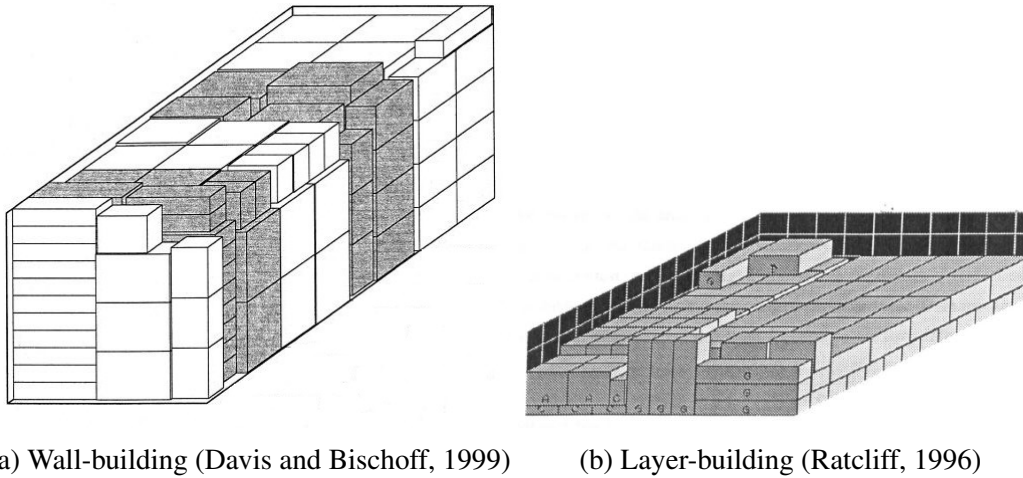 a) Wall-building (Davis and Bischoff, 1999)
(b) Layer-building (Ratcliff, 1996)
G
A A C
G G G
G
G
G